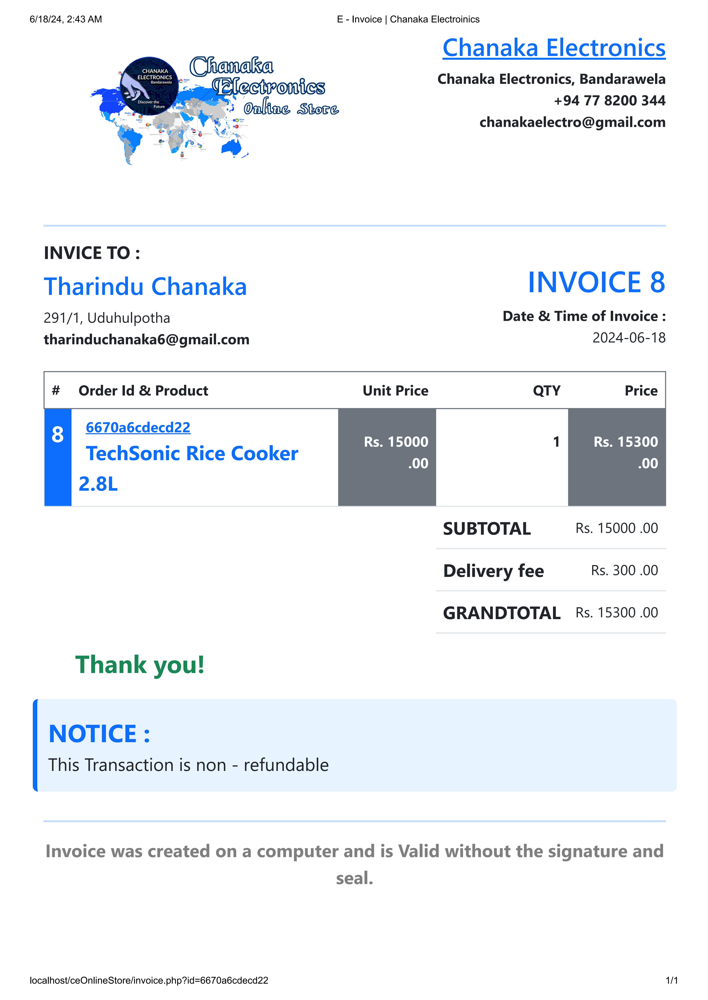 6/18/24, 2:43 AM
E - Invoice | Chanaka Electroinics
CHANAKA
ELECTRONICS
Bandarawela
Discover the
Future
Chanaka
Electronics
Online Store
Chanaka Electronics
Chanaka Electronics, Bandarawela
+94 77 8200 344
chanakaelectro@gmail.com
INVICE TO :
Tharindu Chanaka
291/1, Uduhulpotha
tharinduchanaka6@gmail.com
INVOICE 8
Date & Time of Invoice :
2024-06-18
# Order Id & Product Unit Price QTY Price
8 6670a6cdecd22
TechSonic Rice Cooker
2.8L
Rs. 15000
.00
1
Rs. 15300
.00
SUBTOTAL Rs. 15000 .00
Delivery fee Rs. 300 .00
GRANDTOTAL Rs. 15300 .00
Thank you!
NOTICE :
This Transaction is non - refundable
Invoice was created on a computer and is Valid without the signature and
seal.
localhost/ceOnlineStore/invoice.php?id=6670a6cdecd22
1/1